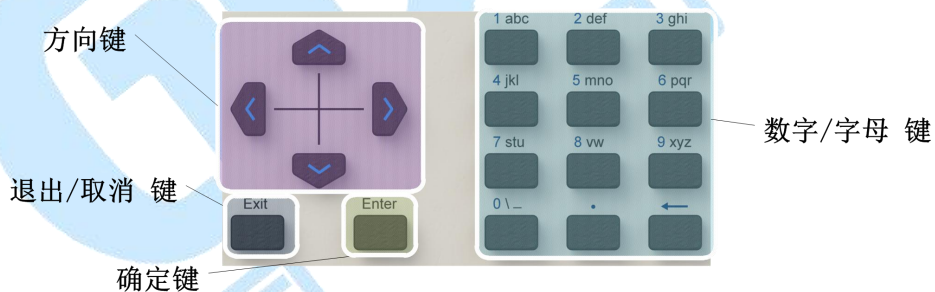 方向键
1 abc 2 def 3 ghi
4 jkl 5 mno 6 pqr
数字/字母 键
7 stu 8 vw 9 xyz
退出/取消 键
Exit Enter
0 \ _ . ←
确定键